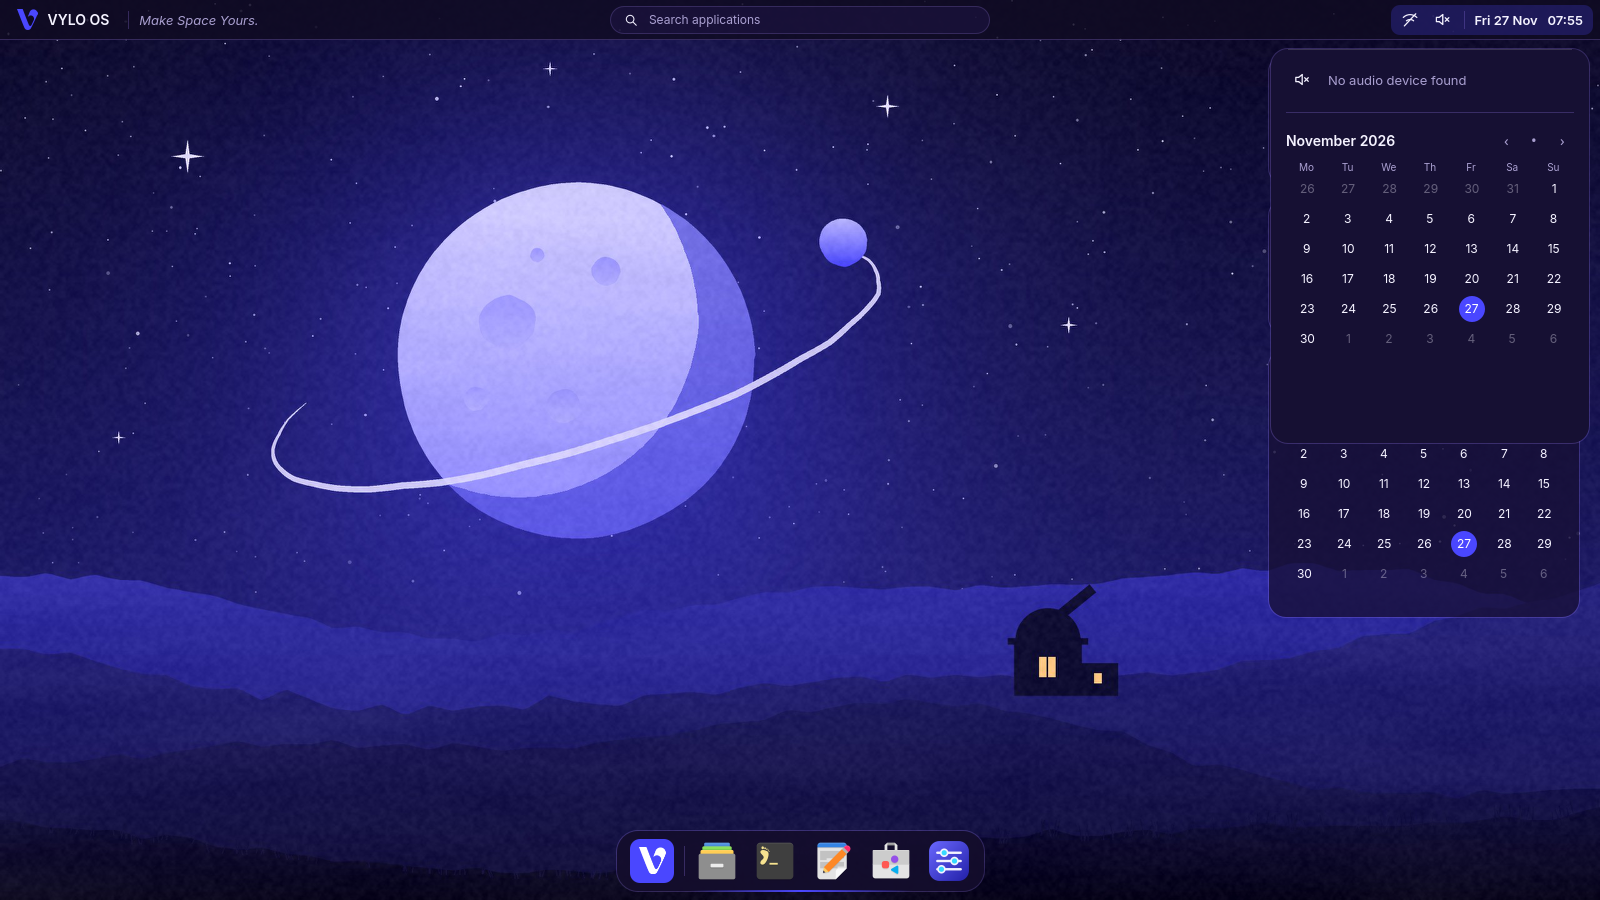 VYLO OS
Make Space Yours.
Search applications
Fri 27 Nov 07:55
No audio device found
November 2026
Mo Tu We Th Fr Sa Su
26 27 28 29 30 31 1
2 3 4 5 6 7 8
9 10 11 12 13 14 15
16 17 18 19 20 21 22
23 24 25 26 27 28 29
30 1 2 3 4 5 6
2 3 4 5 6 7 8
9 10 11 12 13 14 15
16 17 18 19 20 21 22
23 24 25 26 27 28 29
30 1 2 3 4 5 6